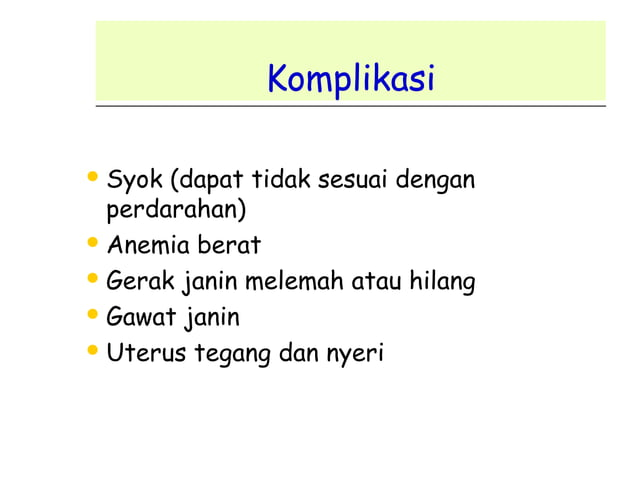 Komplikasi
Syok (dapat tidak sesuai dengan
perdarahan)
Anemia berat
Gerak janin melemah atau hilang
Gawat janin
Uterus tegang dan nyeri